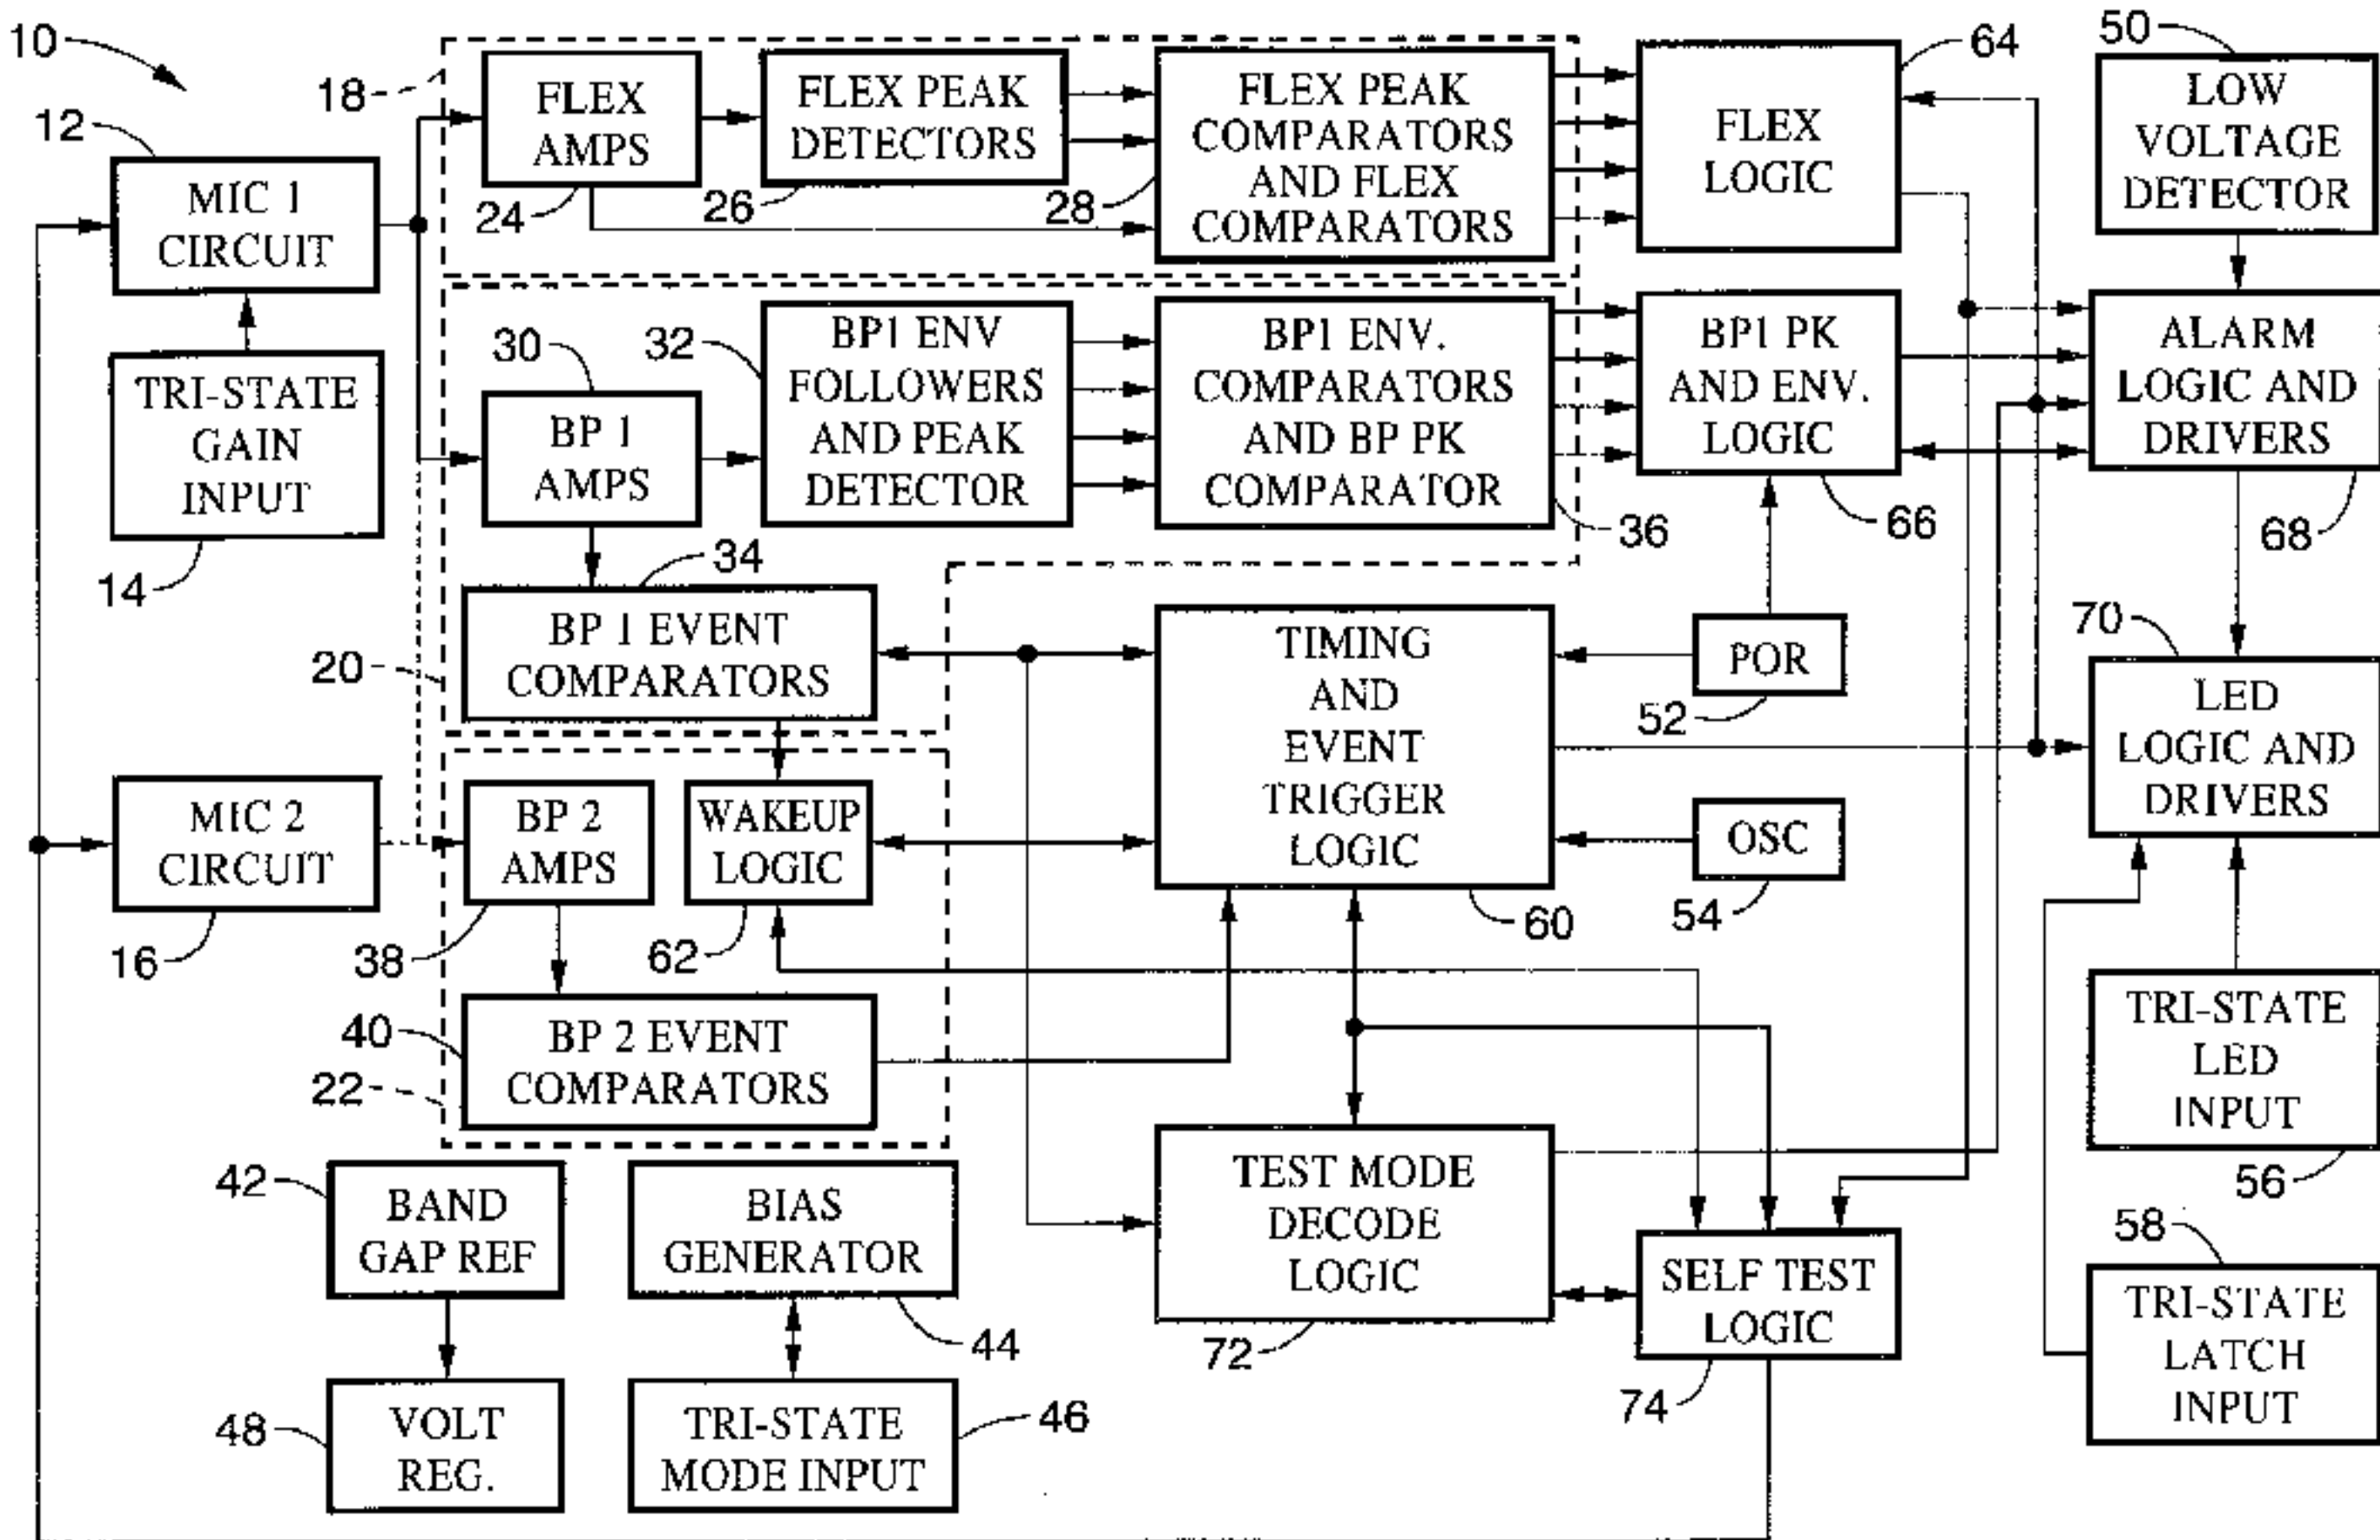 10
12
MIC 1
CIRCUIT
TRI-STATE
GAIN
INPUT
14
MIC 2
CIRCUIT
16
18
FLEX
AMPS
24
FLEX PEAK
DETECTORS
26
FLEX PEAK
COMPARATORS
AND FLEX
COMPARATORS
28
FLEX
LOGIC
64
50
LOW
VOLTAGE
DETECTOR
30
BP 1
AMPS
32
BP1 ENV
FOLLOWERS
AND PEAK
DETECTOR
BP1 ENV.
COMPARATORS
AND BP PK
COMPARATOR
36
BP1 PK
AND ENV.
LOGIC
66
ALARM
LOGIC AND
DRIVERS
68
34
BP 1 EVENT
COMPARATORS
20
TIMING
AND
EVENT
TRIGGER
LOGIC
60
POR
52
OSC
54
70
LED
LOGIC AND
DRIVERS
BP 2
AMPS
38
WAKEUP
LOGIC
62
40
BP 2 EVENT
COMPARATORS
22
TRI-STATE
LED
INPUT
56
42
BAND
GAP REF
BIAS
GENERATOR
44
TEST MODE
DECODE
LOGIC
72
SELF TEST
LOGIC
74
58
TRI-STATE
LATCH
INPUT
48
VOLT
REG.
TRI-STATE
MODE INPUT
46